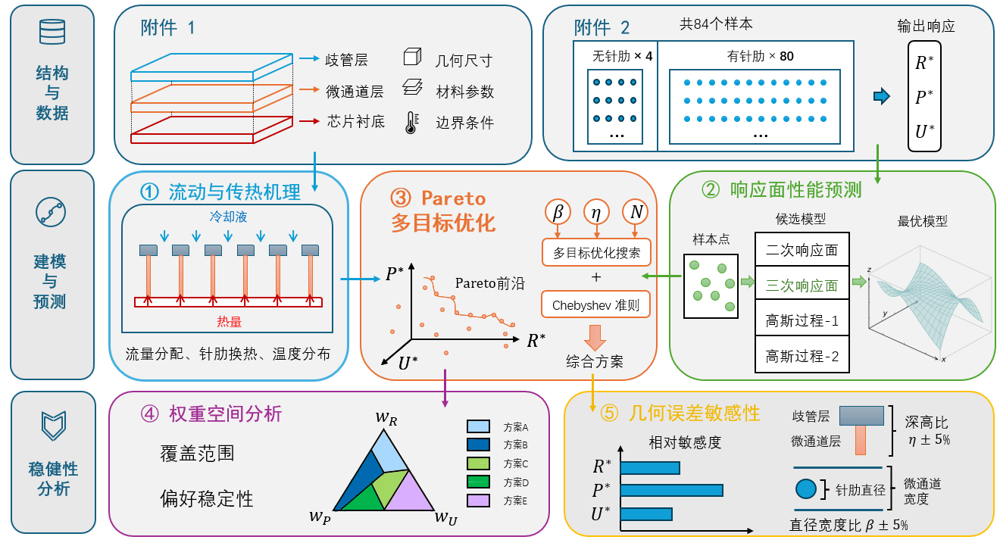 结构
与
数据
附件 1
歧管层
微通道层
芯片衬底
几何尺寸
材料参数
边界条件
附件 2
共84个样本
无针肋 × 4
...
有针肋 × 80
...
输出响应
R*
P*
U*
建模
与
预测
① 流动与传热机理
冷却液
热量
流量分配、针肋换热、温度分布
③ Pareto
多目标优化
P*
Pareto前沿
R*
U*
β
η
N
多目标优化搜索
+
Chebyshev 准则
综合方案
② 响应面性能预测
样本点
候选模型
二次响应面
三次响应面
高斯过程-1
高斯过程-2
最优模型
z
y
x
稳健性
分析
④ 权重空间分析
覆盖范围
偏好稳定性
w_R
w_P
w_U
方案A
方案B
方案C
方案D
方案E
⑤ 几何误差敏感性
相对敏感度
R*
P*
U*
歧管层
微通道层
深高比
η ± 5%
针肋直径
微通道
宽度
直径宽度比 β ± 5%